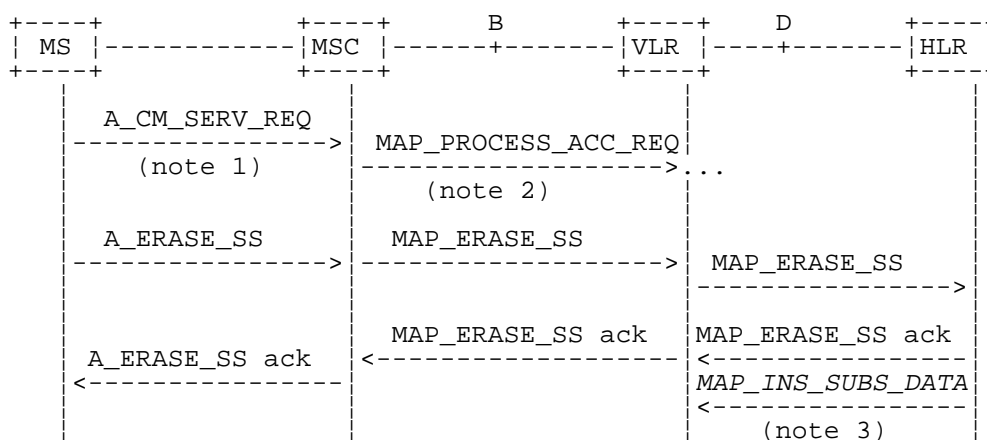 B D
MS MSC VLR HLR
A_CM_SERV_REQ
MAP_PROCESS_ACC_REQ
(note 1) ...
(note 2)
A_ERASE_SS MAP_ERASE_SS
MAP_ERASE_SS
MAP_ERASE_SS ack MAP_ERASE_SS ack
A_ERASE_SS ack
MAP_INS_SUBS_DATA
(note 3)